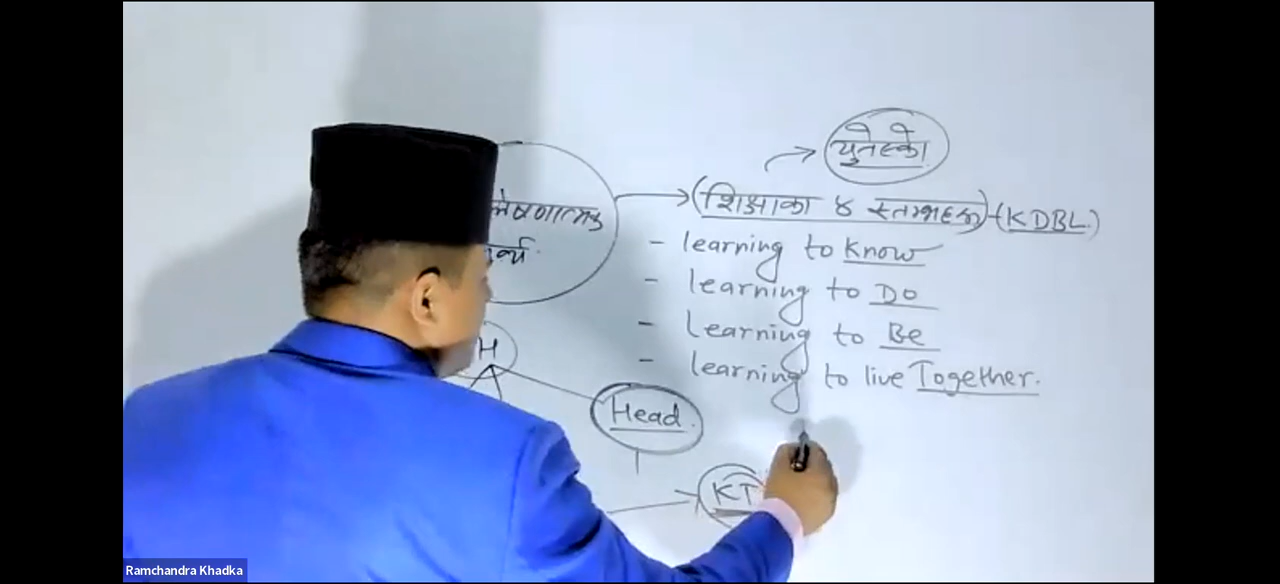 युनेस्को
(शिक्षाका ४ स्तम्भहरू)-(KDBL)
- learning to Know
- learning to Do
- learning to Be
- learning to live Together.
H
Head
KT
Ramchandra Khadka